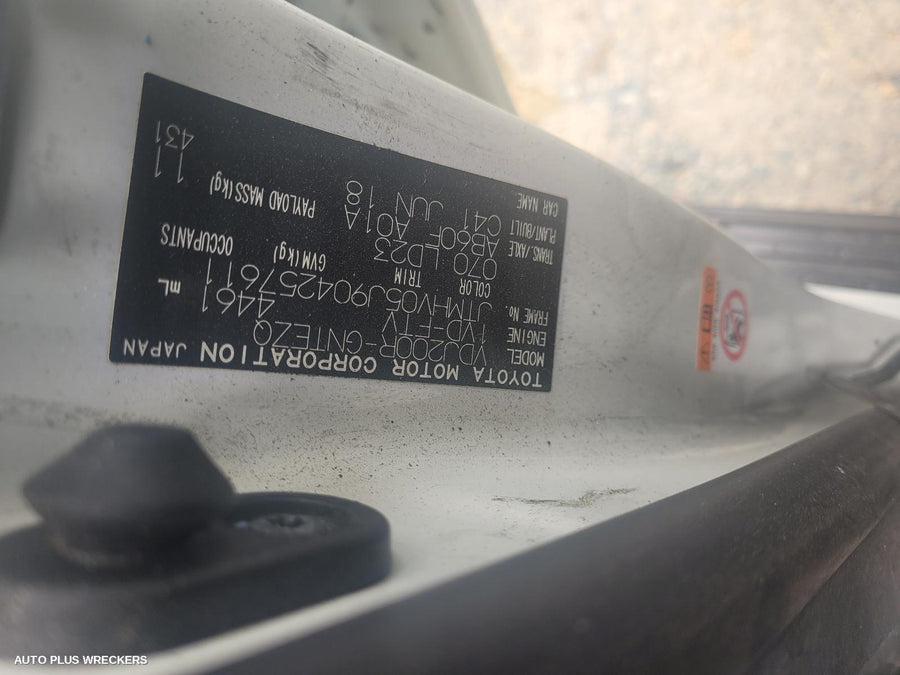 TOYOTA MOTOR CORPORATION JAPAN
MODEL VDJ200R-GNTEZQ
ENGINE 1VD-FTV 4461 mL
FRAME No. JTMHV05J904257611
COLOR 070 TRIM LD23 GVM(kg) OCCUPANTS
TRANS./AXLE AB60F A01A
PLANT/BUILT C41 JUN 18 PAYLOAD MASS(kg)
CAR NAME
AUTO PLUS WRECKERS